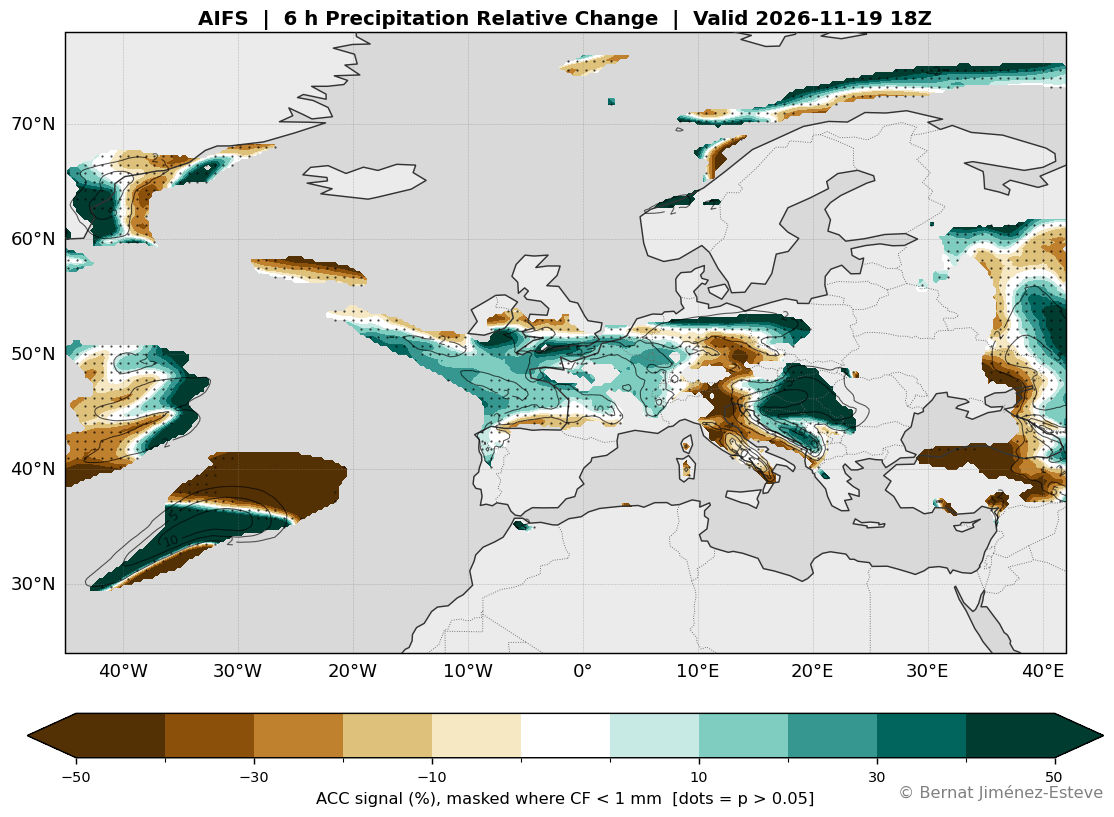 AIFS | 6 h Precipitation Relative Change | Valid 2026-11-19 18Z
70°N
60°N
50°N
40°N
30°N
40°W 30°W 20°W 10°W 0° 10°E 20°E 30°E 40°E
−50 −30 −10 10 30 50
ACC signal (%), masked where CF < 1 mm [dots = p > 0.05]
© Bernat Jiménez-Esteve